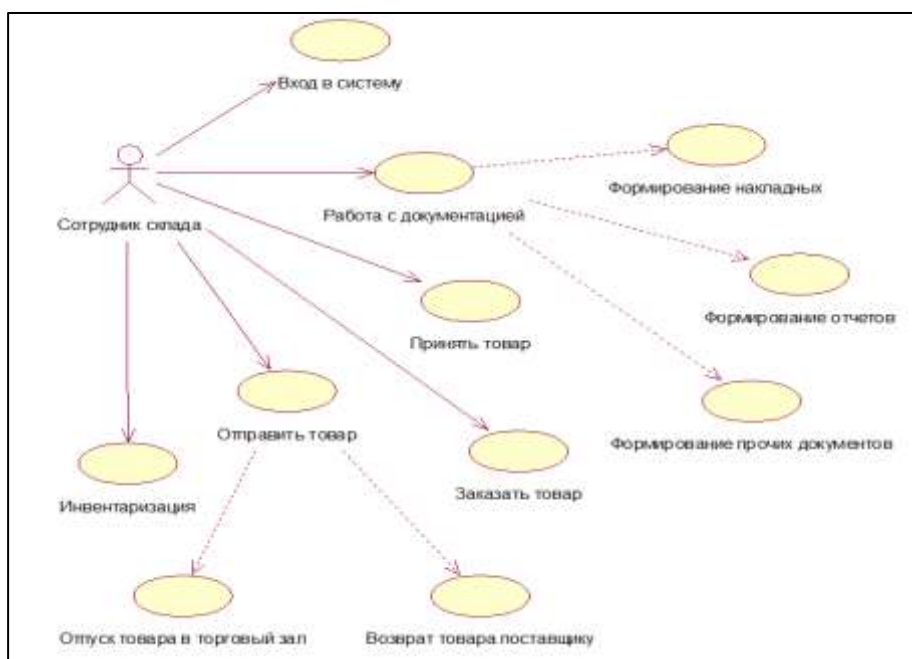 Вход в систему
Формирование накладных
Сотрудник склада
Работа с документацией
Формирование отчетов
Принять товар
Отправить товар
Формирование прочих документов
Инвентаризация
Заказать товар
Отпуск товара в торговый зал
Возврат товара поставщику